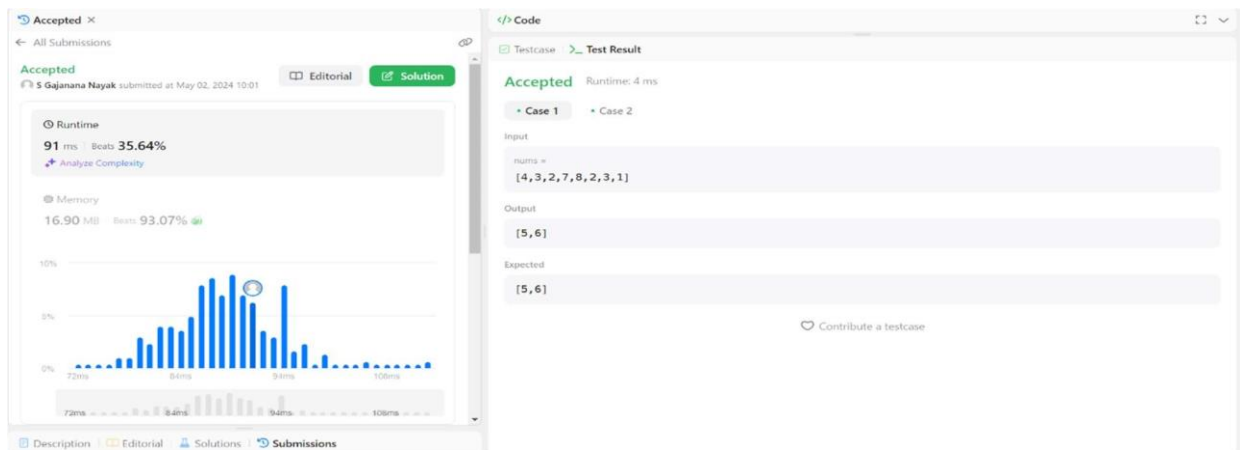 Accepted ×
← All Submissions
Accepted
S Gajanana Nayak submitted at May 02, 2024 10:01
Editorial
Solution
Runtime
91 ms Beats 35.64%
Analyze Complexity
Memory
16.90 MB Beats 93.07%
10%
5%
0%
72ms 84ms 94ms 106ms
72ms 84ms 94ms 106ms
Description Editorial Solutions Submissions
</> Code
Testcase >_ Test Result
Accepted Runtime: 4 ms
• Case 1 • Case 2
Input
nums =
[4,3,2,7,8,2,3,1]
Output
[5,6]
Expected
[5,6]
Contribute a testcase